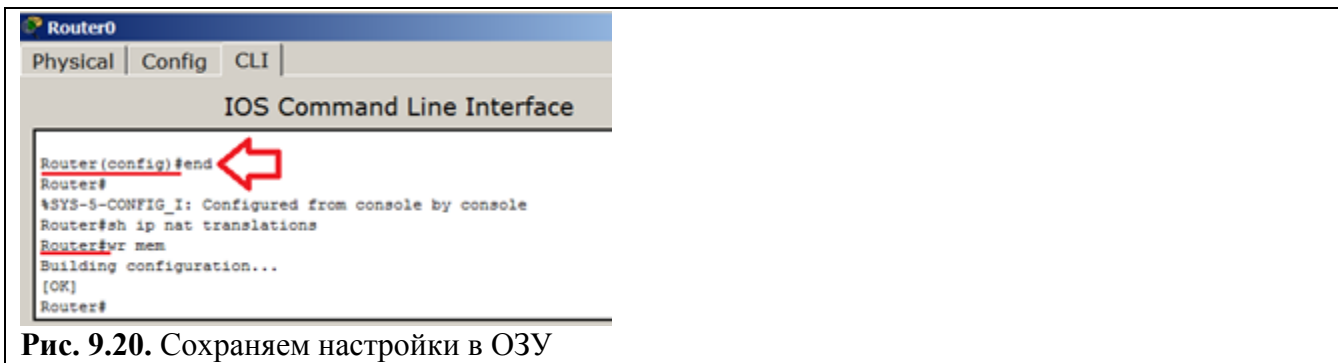 Router0
Physical Config CLI
IOS Command Line Interface
Router(config)#end
Router#
%SYS-5-CONFIG_I: Configured from console by console
Router#sh ip nat translations
Router#wr mem
Building configuration...
[OK]
Router#
Рис. 9.20. Сохраняем настройки в ОЗУ